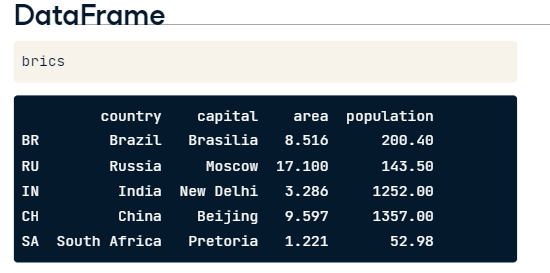 DataFrame
brics
country capital area population
BR Brazil Brasilia 8.516 200.40
RU Russia Moscow 17.100 143.50
IN India New Delhi 3.286 1252.00
CH China Beijing 9.597 1357.00
SA South Africa Pretoria 1.221 52.98